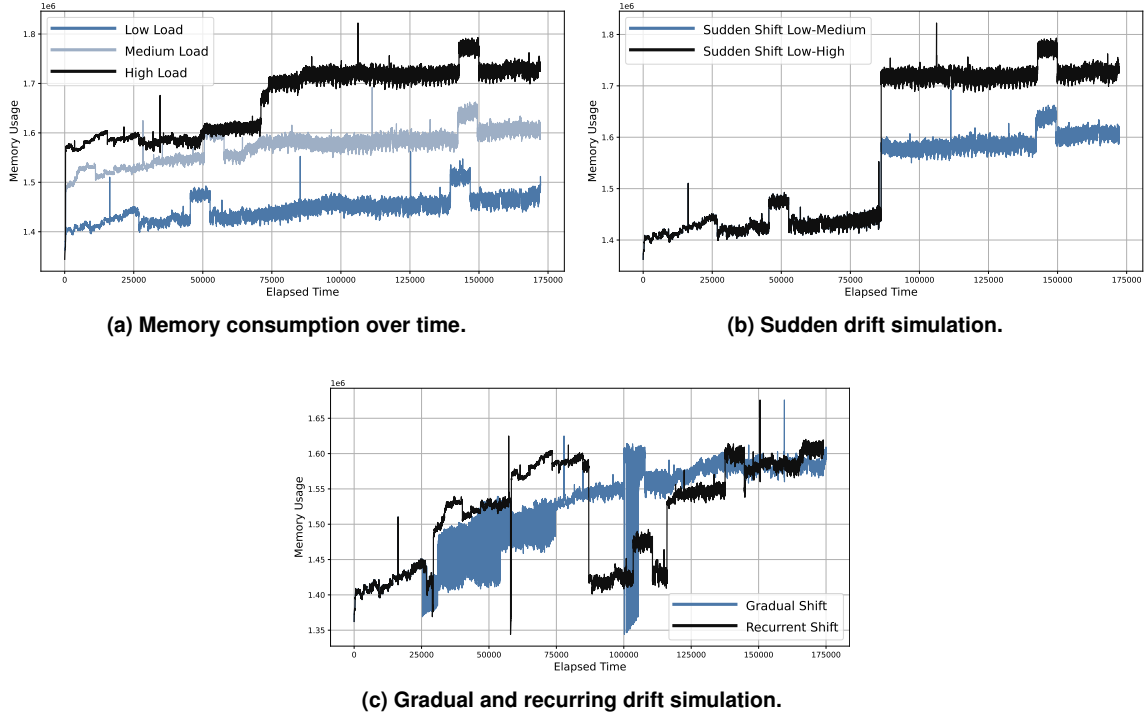 1e6
Low Load
Medium Load
High Load
1.8
1.7
1.6
1.5
1.4
Memory Usage
0 25000 50000 75000 100000 125000 150000 175000
Elapsed Time
(a) Memory consumption over time.
1e6
Sudden Shift Low-Medium
Sudden Shift Low-High
1.8
1.7
1.6
1.5
1.4
Memory Usage
0 25000 50000 75000 100000 125000 150000 175000
Elapsed Time
(b) Sudden drift simulation.
1e6
1.65
1.60
1.55
1.50
1.45
1.40
1.35
Memory Usage
Gradual Shift
Recurrent Shift
0 25000 50000 75000 100000 125000 150000 175000
Elapsed Time
(c) Gradual and recurring drift simulation.